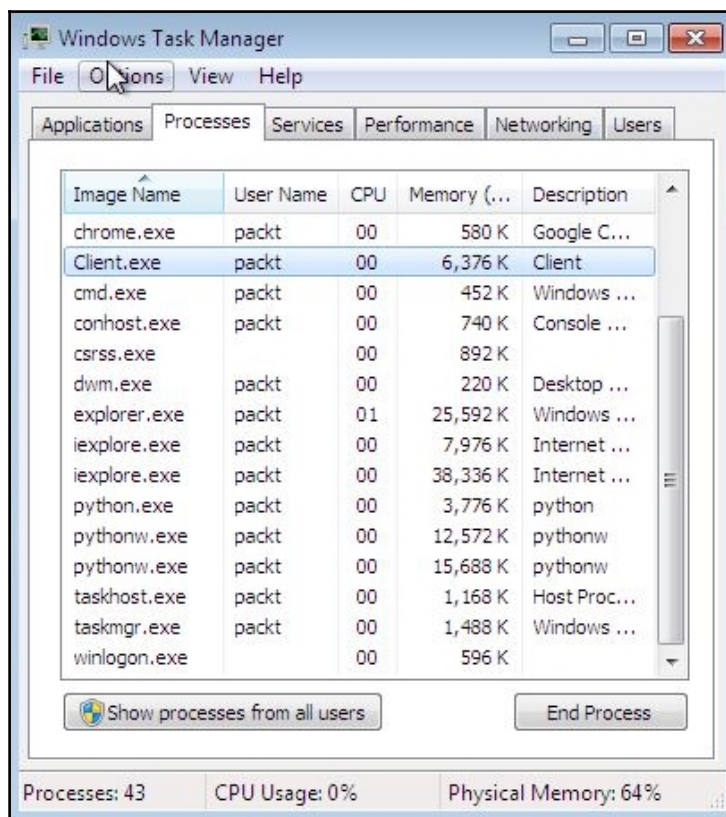 Windows Task Manager
File Options View Help
Applications Processes Services Performance Networking Users
Image Name User Name CPU Memory (... Description
chrome.exe packt 00 580 K Google C...
Client.exe packt 00 6,376 K Client
cmd.exe packt 00 452 K Windows ...
conhost.exe packt 00 740 K Console ...
csrss.exe 00 892 K
dwm.exe packt 00 220 K Desktop ...
explorer.exe packt 01 25,592 K Windows ...
iexplore.exe packt 00 7,976 K Internet ...
iexplore.exe packt 00 38,336 K Internet ...
python.exe packt 00 3,776 K python
pythonw.exe packt 00 12,572 K pythonw
pythonw.exe packt 00 15,688 K pythonw
taskhost.exe packt 00 1,168 K Host Proc...
taskmgr.exe packt 00 1,488 K Windows ...
winlogon.exe 00 596 K
Show processes from all users End Process
Processes: 43 CPU Usage: 0% Physical Memory: 64%